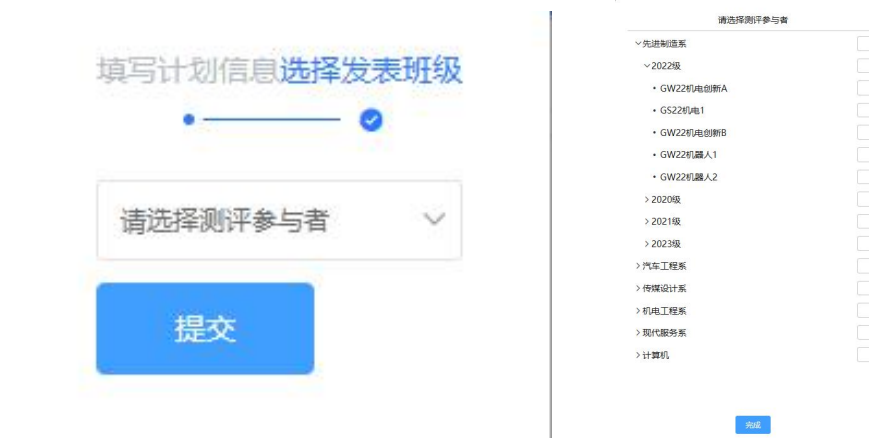 填写计划信息选择发表班级
请选择测评参与者
提交
请选择测评参与者
先进制造系
2022级
GW22机电创新A
GS22机电1
GW22机电创新B
GW22机器人1
GW22机器人2
2020级
2021级
2023级
汽车工程系
传媒设计系
机电工程系
现代服务系
计算机
完成